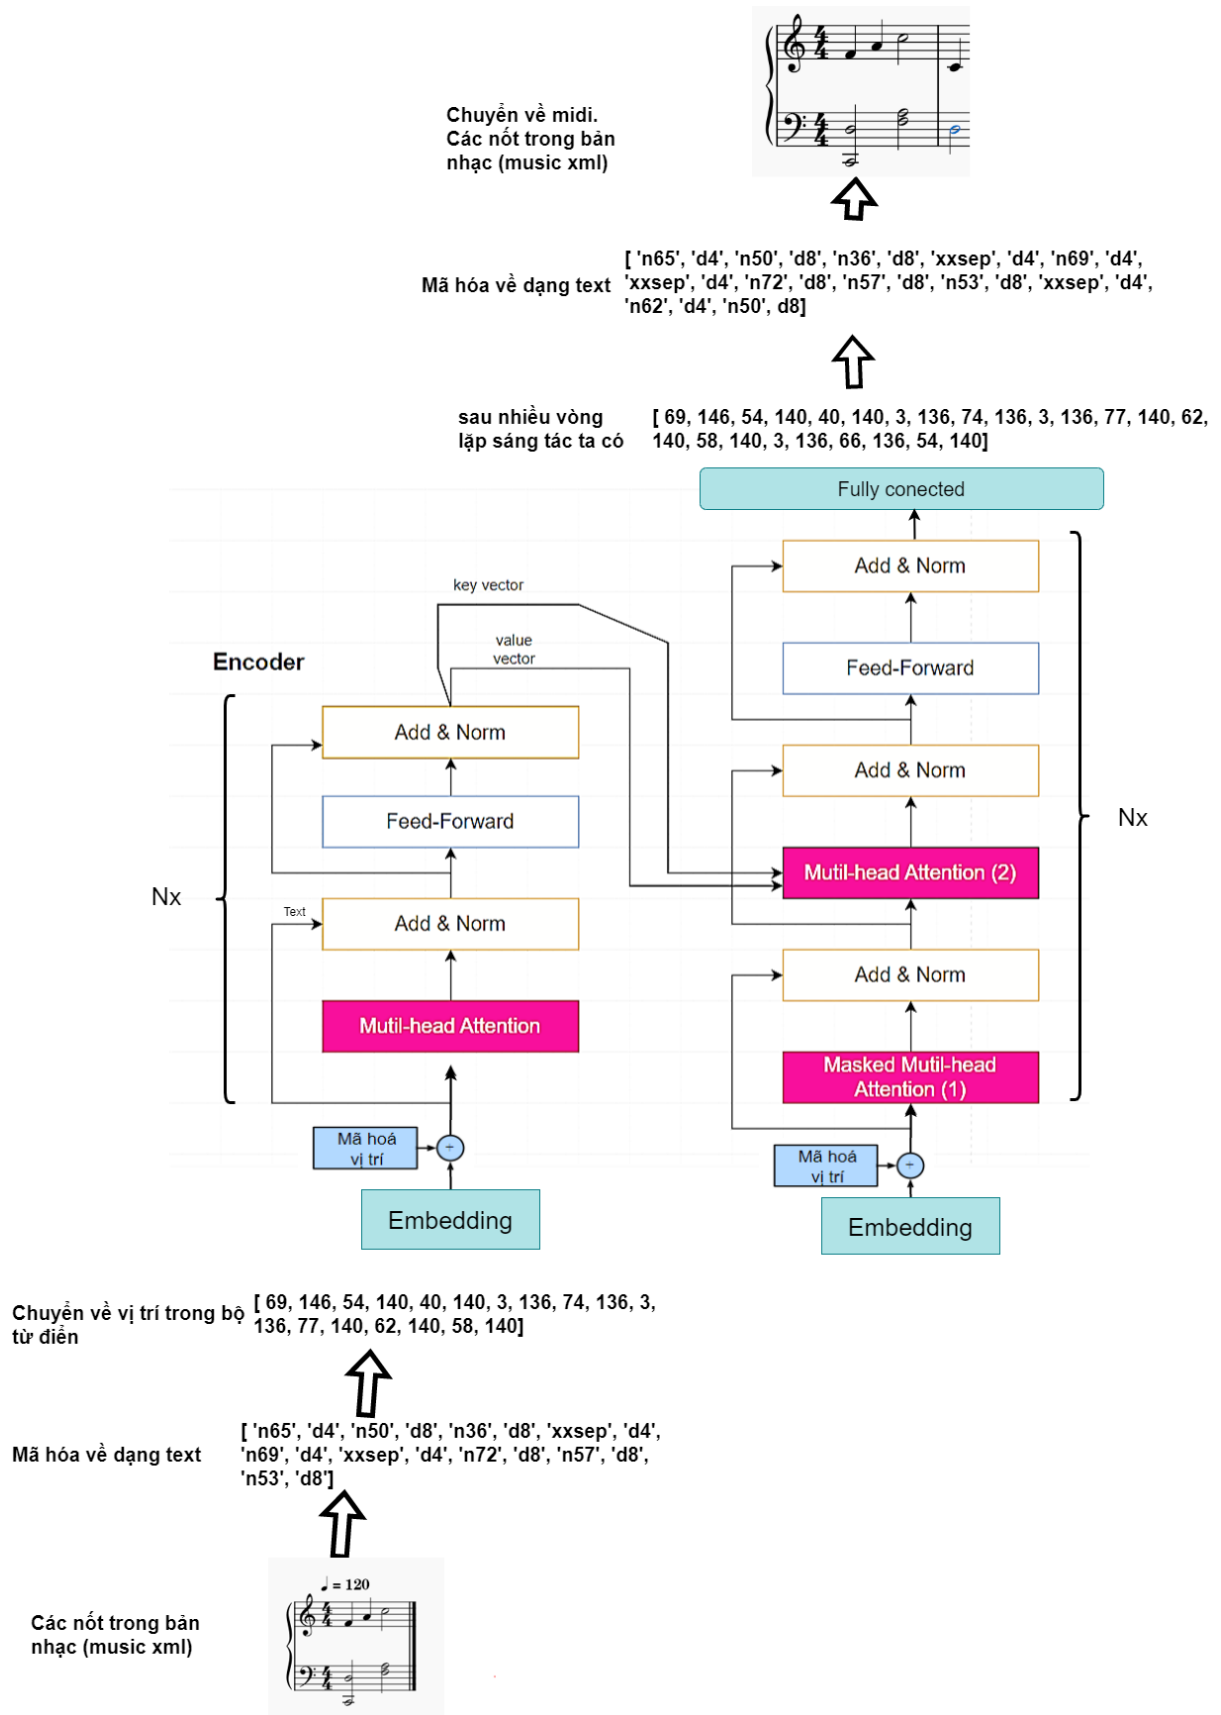 Chuyển về midi.
Các nốt trong bản
nhạc (music xml)
[ 'n65', 'd4', 'n50', 'd8', 'n36', 'd8', 'xxsep', 'd4', 'n69', 'd4',
'xxsep', 'd4', 'n72', 'd8', 'n57', 'd8', 'n53', 'd8', 'xxsep', 'd4',
'n62', 'd4', 'n50', d8]
Mã hóa về dạng text
sau nhiều vòng
lặp sáng tác ta có
[ 69, 146, 54, 140, 40, 140, 3, 136, 74, 136, 3, 136, 77, 140, 62,
140, 58, 140, 3, 136, 66, 136, 54, 140]
Fully conected
Add & Norm
Feed-Forward
Add & Norm
Mutil-head Attention (2)
Add & Norm
Masked Mutil-head
Attention (1)
Nx
Mã hoá
vị trí
Embedding
key vector
value
vector
Encoder
Add & Norm
Feed-Forward
Add & Norm
Text
Mutil-head Attention
Nx
Mã hoá
vị trí
Embedding
Chuyển về vị trí trong bộ
từ điển
[ 69, 146, 54, 140, 40, 140, 3, 136, 74, 136, 3,
136, 77, 140, 62, 140, 58, 140]
Mã hóa về dạng text
[ 'n65', 'd4', 'n50', 'd8', 'n36', 'd8', 'xxsep', 'd4',
'n69', 'd4', 'xxsep', 'd4', 'n72', 'd8', 'n57', 'd8',
'n53', 'd8']
= 120
Các nốt trong bản
nhạc (music xml)